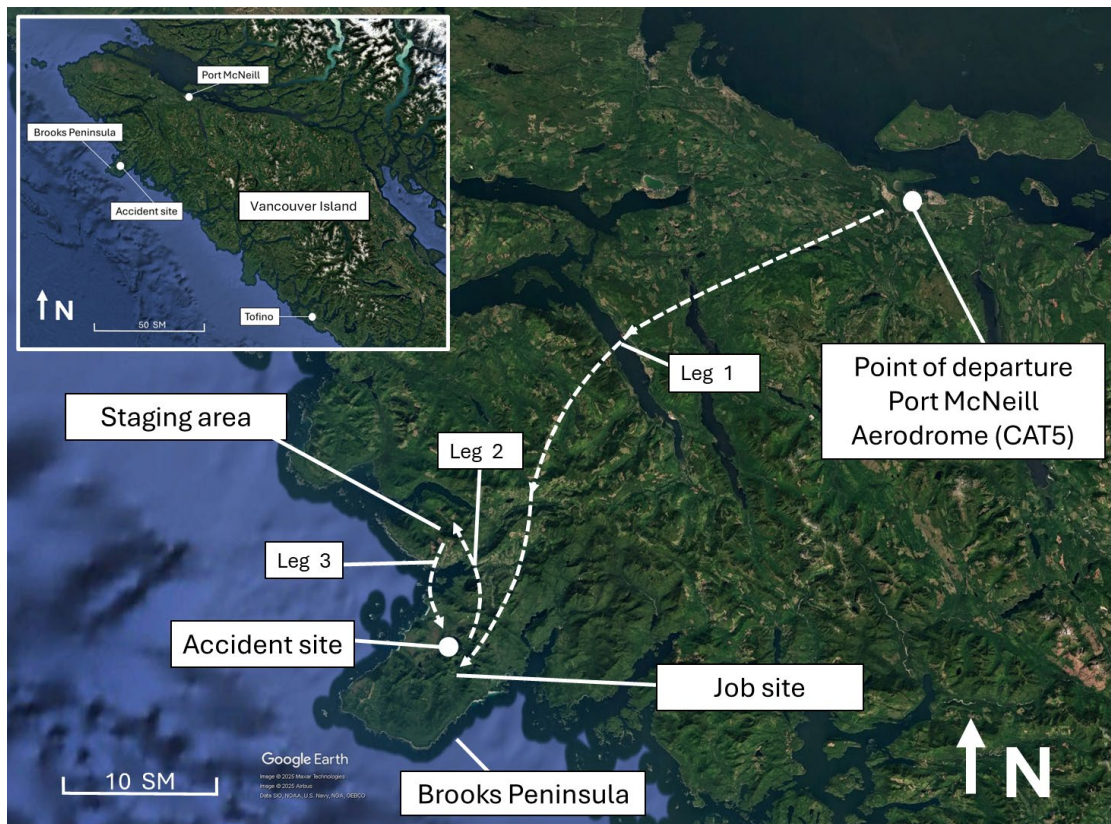 Port McNeill
Brooks Peninsula
Accident site
Vancouver Island
N
50 SM
Tofino
Leg 1
Point of departure
Port McNeill
Aerodrome (CAT5)
Staging area
Leg 2
Leg 3
Accident site
Job site
Google Earth
Image © 2025 Maxar Technologies
Image © 2025 Airbus
Data SIO, NOAA, U.S. Navy, NGA, GEBCO
10 SM
Brooks Peninsula
N